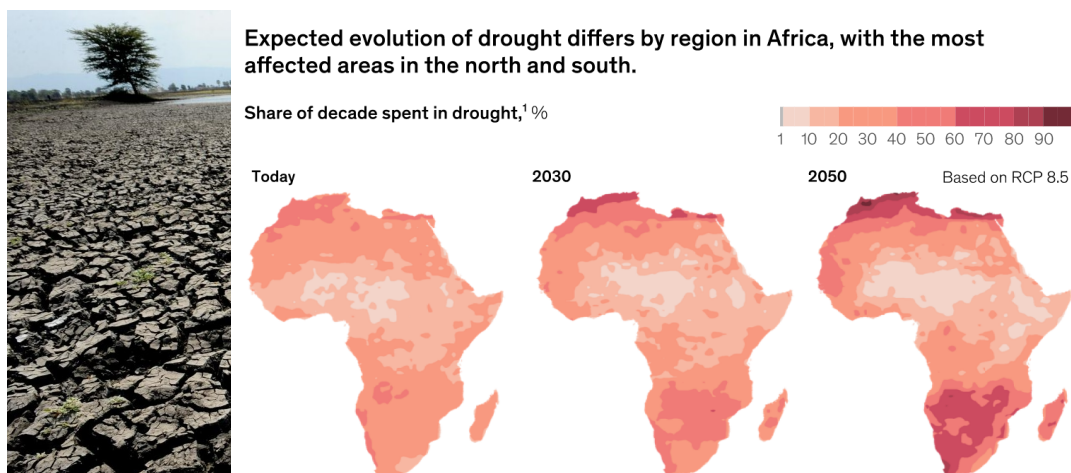 Expected evolution of drought differs by region in Africa, with the most
affected areas in the north and south.
Share of decade spent in drought,¹ %
1 10 20 30 40 50 60 70 80 90
Today
2030
2050
Based on RCP 8.5